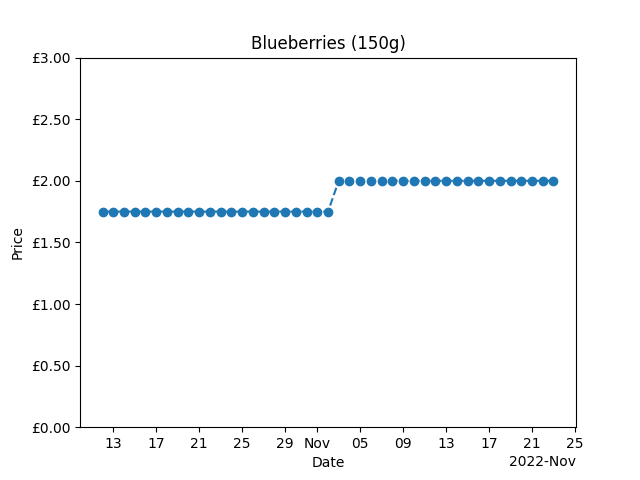 Blueberries (150g)
£3.00
£2.50
£2.00
£1.50
£1.00
£0.50
£0.00
Price
13 17 21 25 29 Nov 05 09 13 17 21 25
Date
2022-Nov